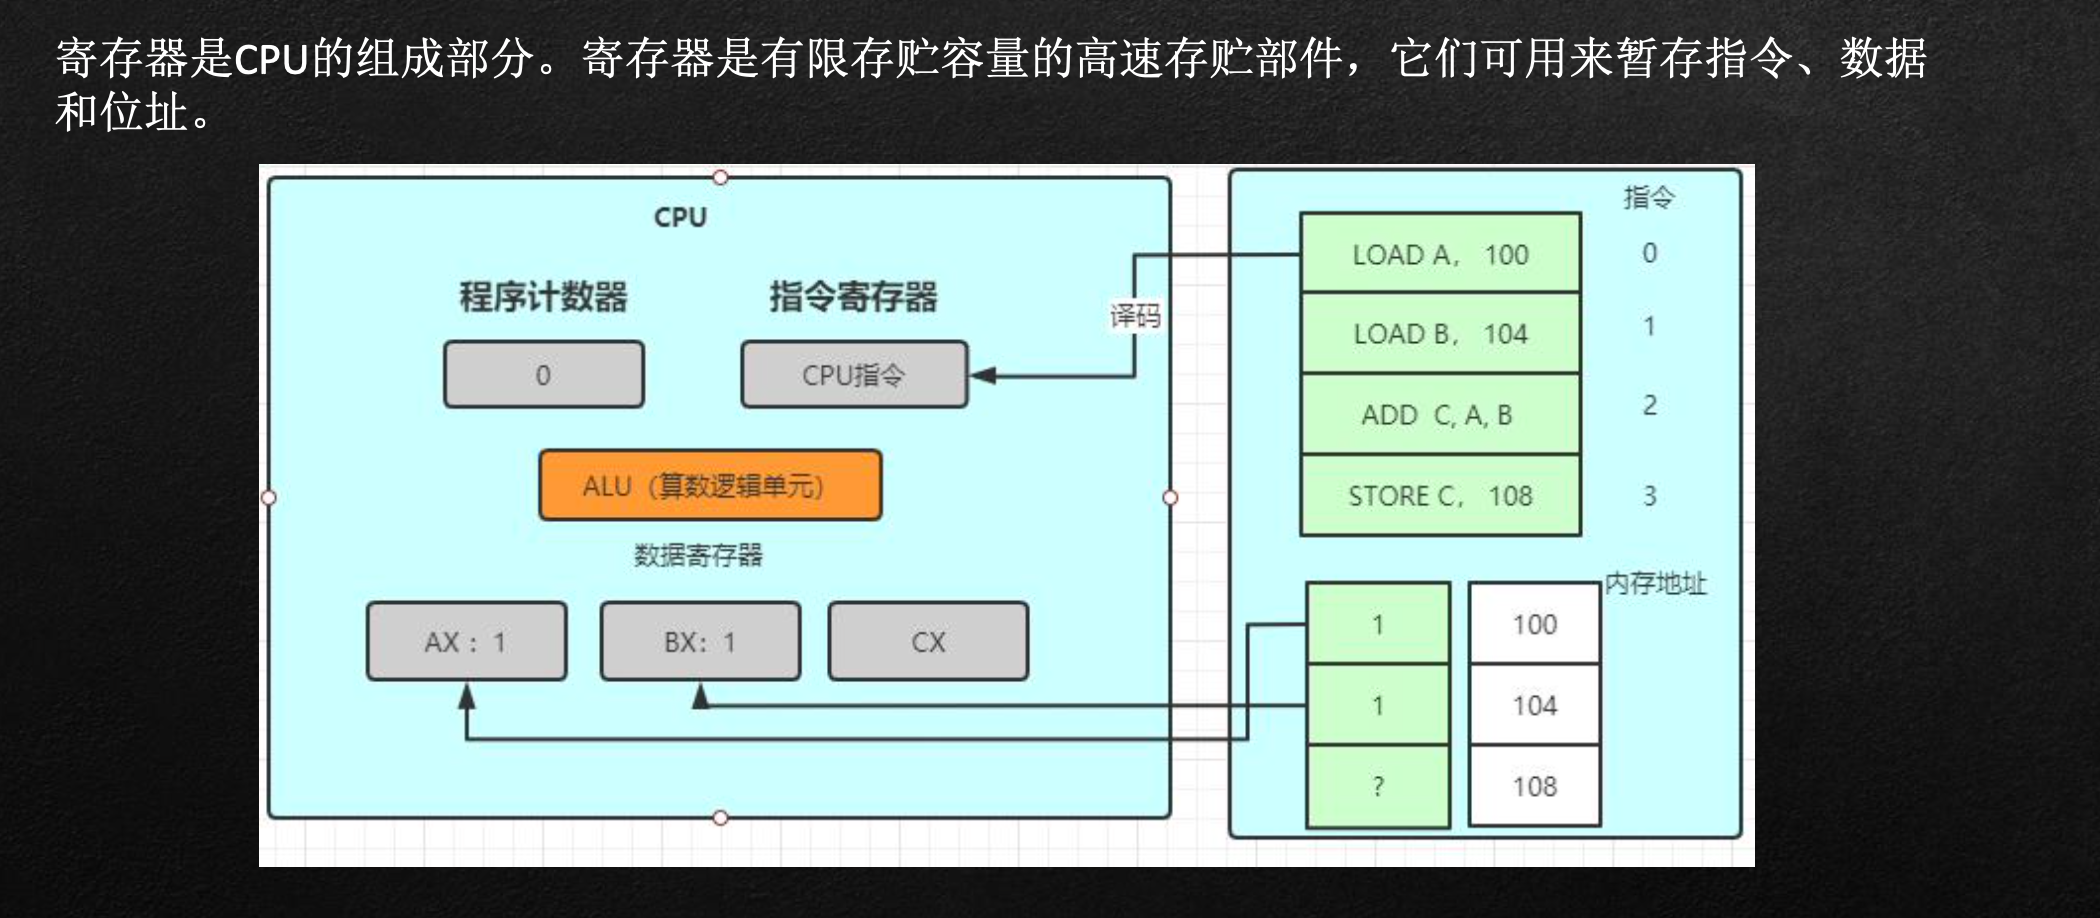 寄存器是CPU的组成部分。寄存器是有限存贮容量的高速存贮部件，它们可用来暂存指令、数据
和位址。
CPU
程序计数器
指令寄存器
0
CPU指令
译码
ALU（算数逻辑单元）
数据寄存器
AX：1
BX：1
CX
指令
LOAD A， 100
0
LOAD B， 104
1
ADD C, A, B
2
STORE C， 108
3
内存地址
1
100
1
104
?
108